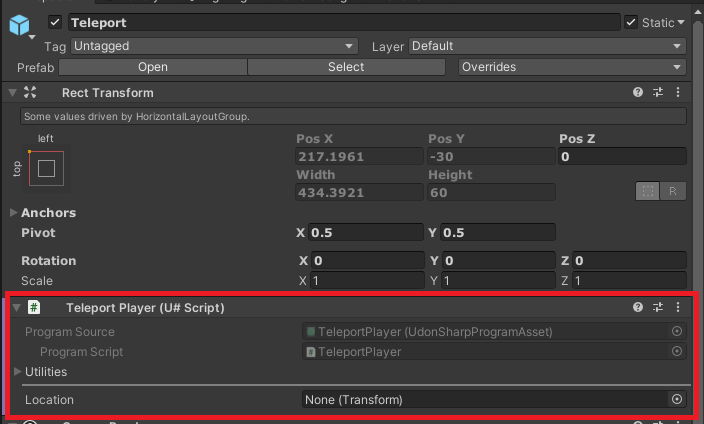 Teleport
Static
Tag Untagged Layer Default
Prefab Open Select Overrides
Rect Transform
Some values driven by HorizontalLayoutGroup.
left
top
Pos X Pos Y Pos Z
217.1961 -30 0
Width Height
434.3921 60
R
Anchors
Pivot X 0.5 Y 0.5
Rotation X 0 Y 0 Z 0
Scale X 1 Y 1 Z 1
# Teleport Player (U# Script)
Program Source TeleportPlayer (UdonSharpProgramAsset)
Program Script # TeleportPlayer
Utilities
Location None (Transform)